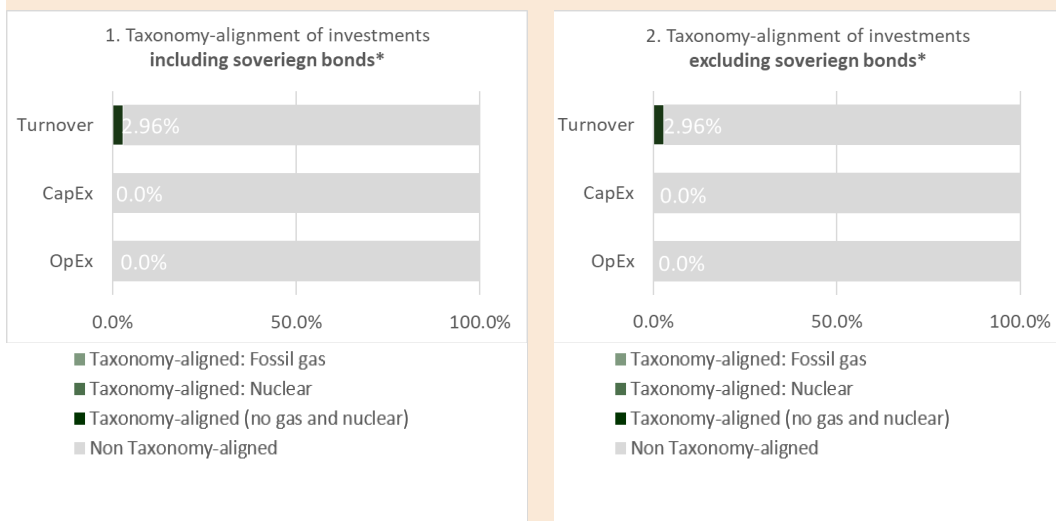 1. Taxonomy-alignment of investments
including soveriegn bonds*
Turnover
2.96%
CapEx
0.0%
OpEx
0.0%
0.0% 50.0% 100.0%
Taxonomy-aligned: Fossil gas
Taxonomy-aligned: Nuclear
Taxonomy-aligned (no gas and nuclear)
Non Taxonomy-aligned
2. Taxonomy-alignment of investments
excluding soveriegn bonds*
Turnover
2.96%
CapEx
0.0%
OpEx
0.0%
0.0% 50.0% 100.0%
Taxonomy-aligned: Fossil gas
Taxonomy-aligned: Nuclear
Taxonomy-aligned (no gas and nuclear)
Non Taxonomy-aligned